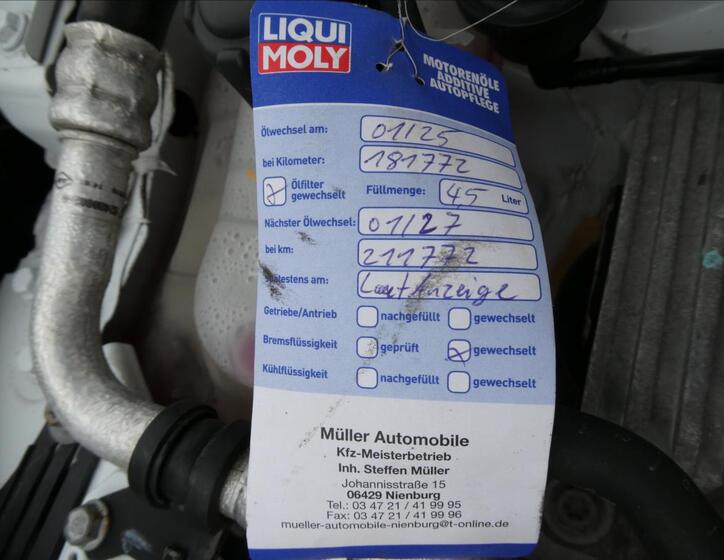 LIQUI
MOLY
MOTORENÖLE
ADDITIVE
AUTOPFLEGE
Ölwechsel am: 01/25
bei Kilometer: 181772
Ölfilter gewechselt Füllmenge: 45 Liter
Nächster Ölwechsel: 01/27
bei km: 211772
spätestens am: Laut Anzeige
Getriebe/Antrieb nachgefüllt gewechselt
Bremsflüssigkeit geprüft gewechselt
Kühlflüssigkeit nachgefüllt gewechselt
Müller Automobile
Kfz-Meisterbetrieb
Inh. Steffen Müller
Johannisstraße 15
06429 Nienburg
Tel.: 03 47 21 / 41 99 95
Fax: 03 47 21 / 41 99 96
mueller-automobile-nienburg@t-online.de